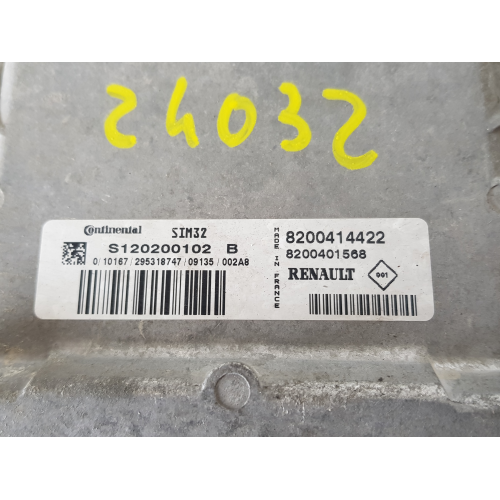 24032
Continental SIM32
S120200102 B
0/10167/295318747/09135/002A8
MADE IN FRANCE
8200414422
8200401568
RENAULT
001